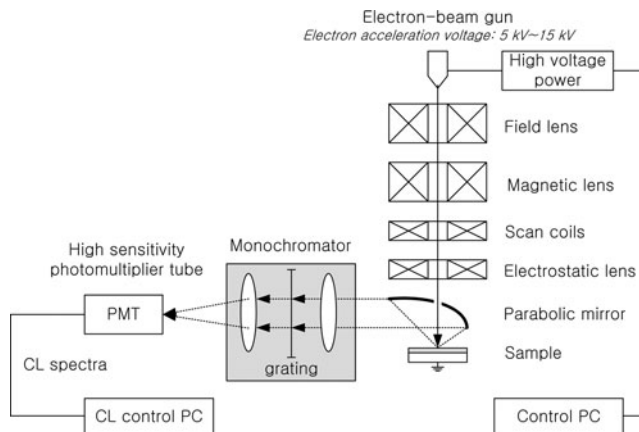 Electron-beam gun
Electron acceleration voltage: 5 kV~15 kV
High voltage
power
Field lens
Magnetic lens
Scan coils
Electrostatic lens
High sensitivity
photomultiplier tube
Monochromator
PMT
grating
Parabolic mirror
Sample
CL spectra
CL control PC
Control PC